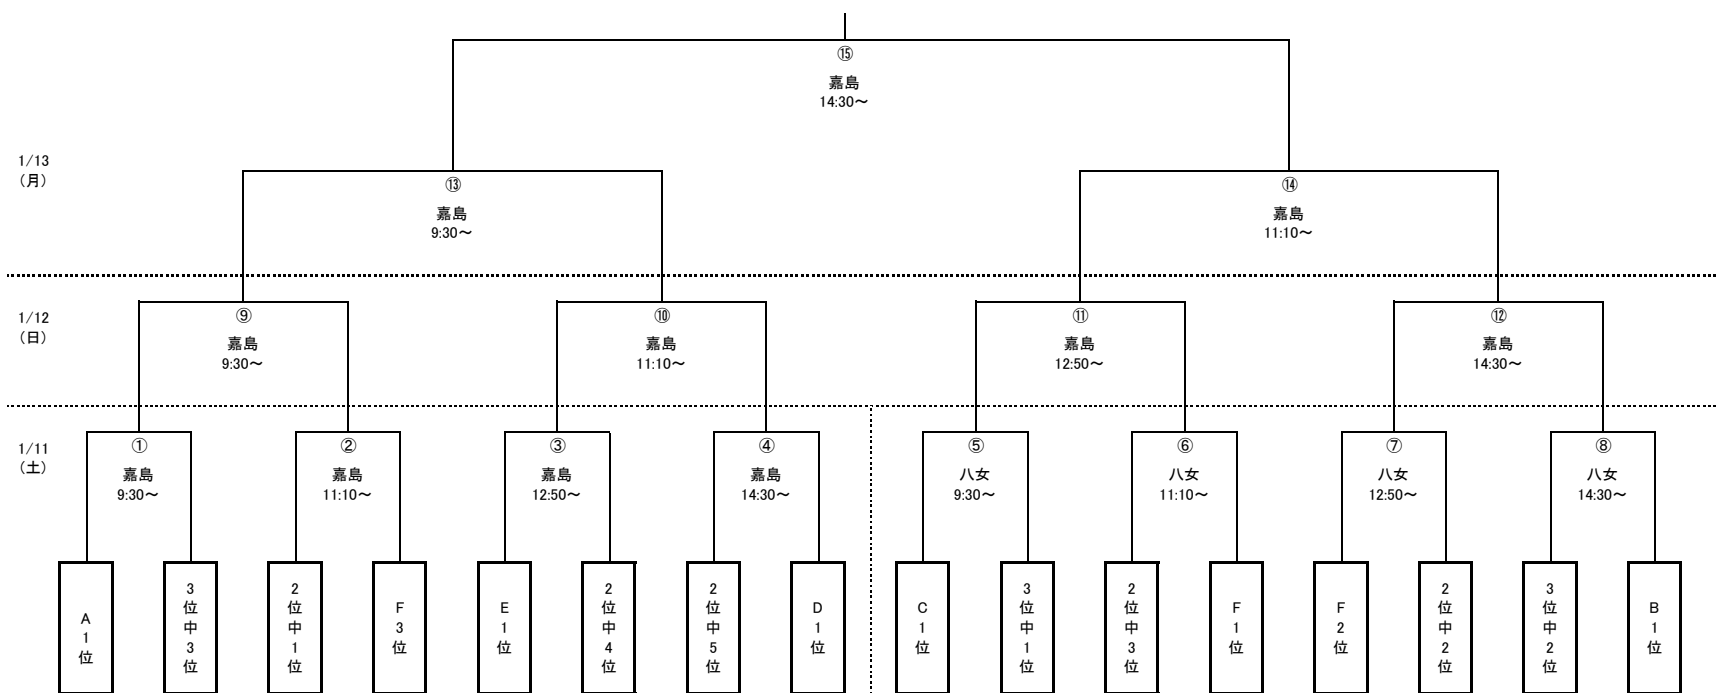 ⑮
嘉島
14:30～
1/13
（月）
⑬
嘉島
9:30～
⑭
嘉島
11:10～
1/12
（日）
⑨
嘉島
9:30～
⑩
嘉島
11:10～
⑪
嘉島
12:50～
⑫
嘉島
14:30～
1/11
（土）
①
嘉島
9:30～
②
嘉島
11:10～
③
嘉島
12:50～
④
嘉島
14:30～
⑤
八女
9:30～
⑥
八女
11:10～
⑦
八女
12:50～
⑧
八女
14:30～
A1位
3位中3位
2位中1位
F3位
E1位
2位中4位
2位中5位
D1位
C1位
3位中1位
2位中3位
F1位
F2位
2位中2位
3位中2位
B1位